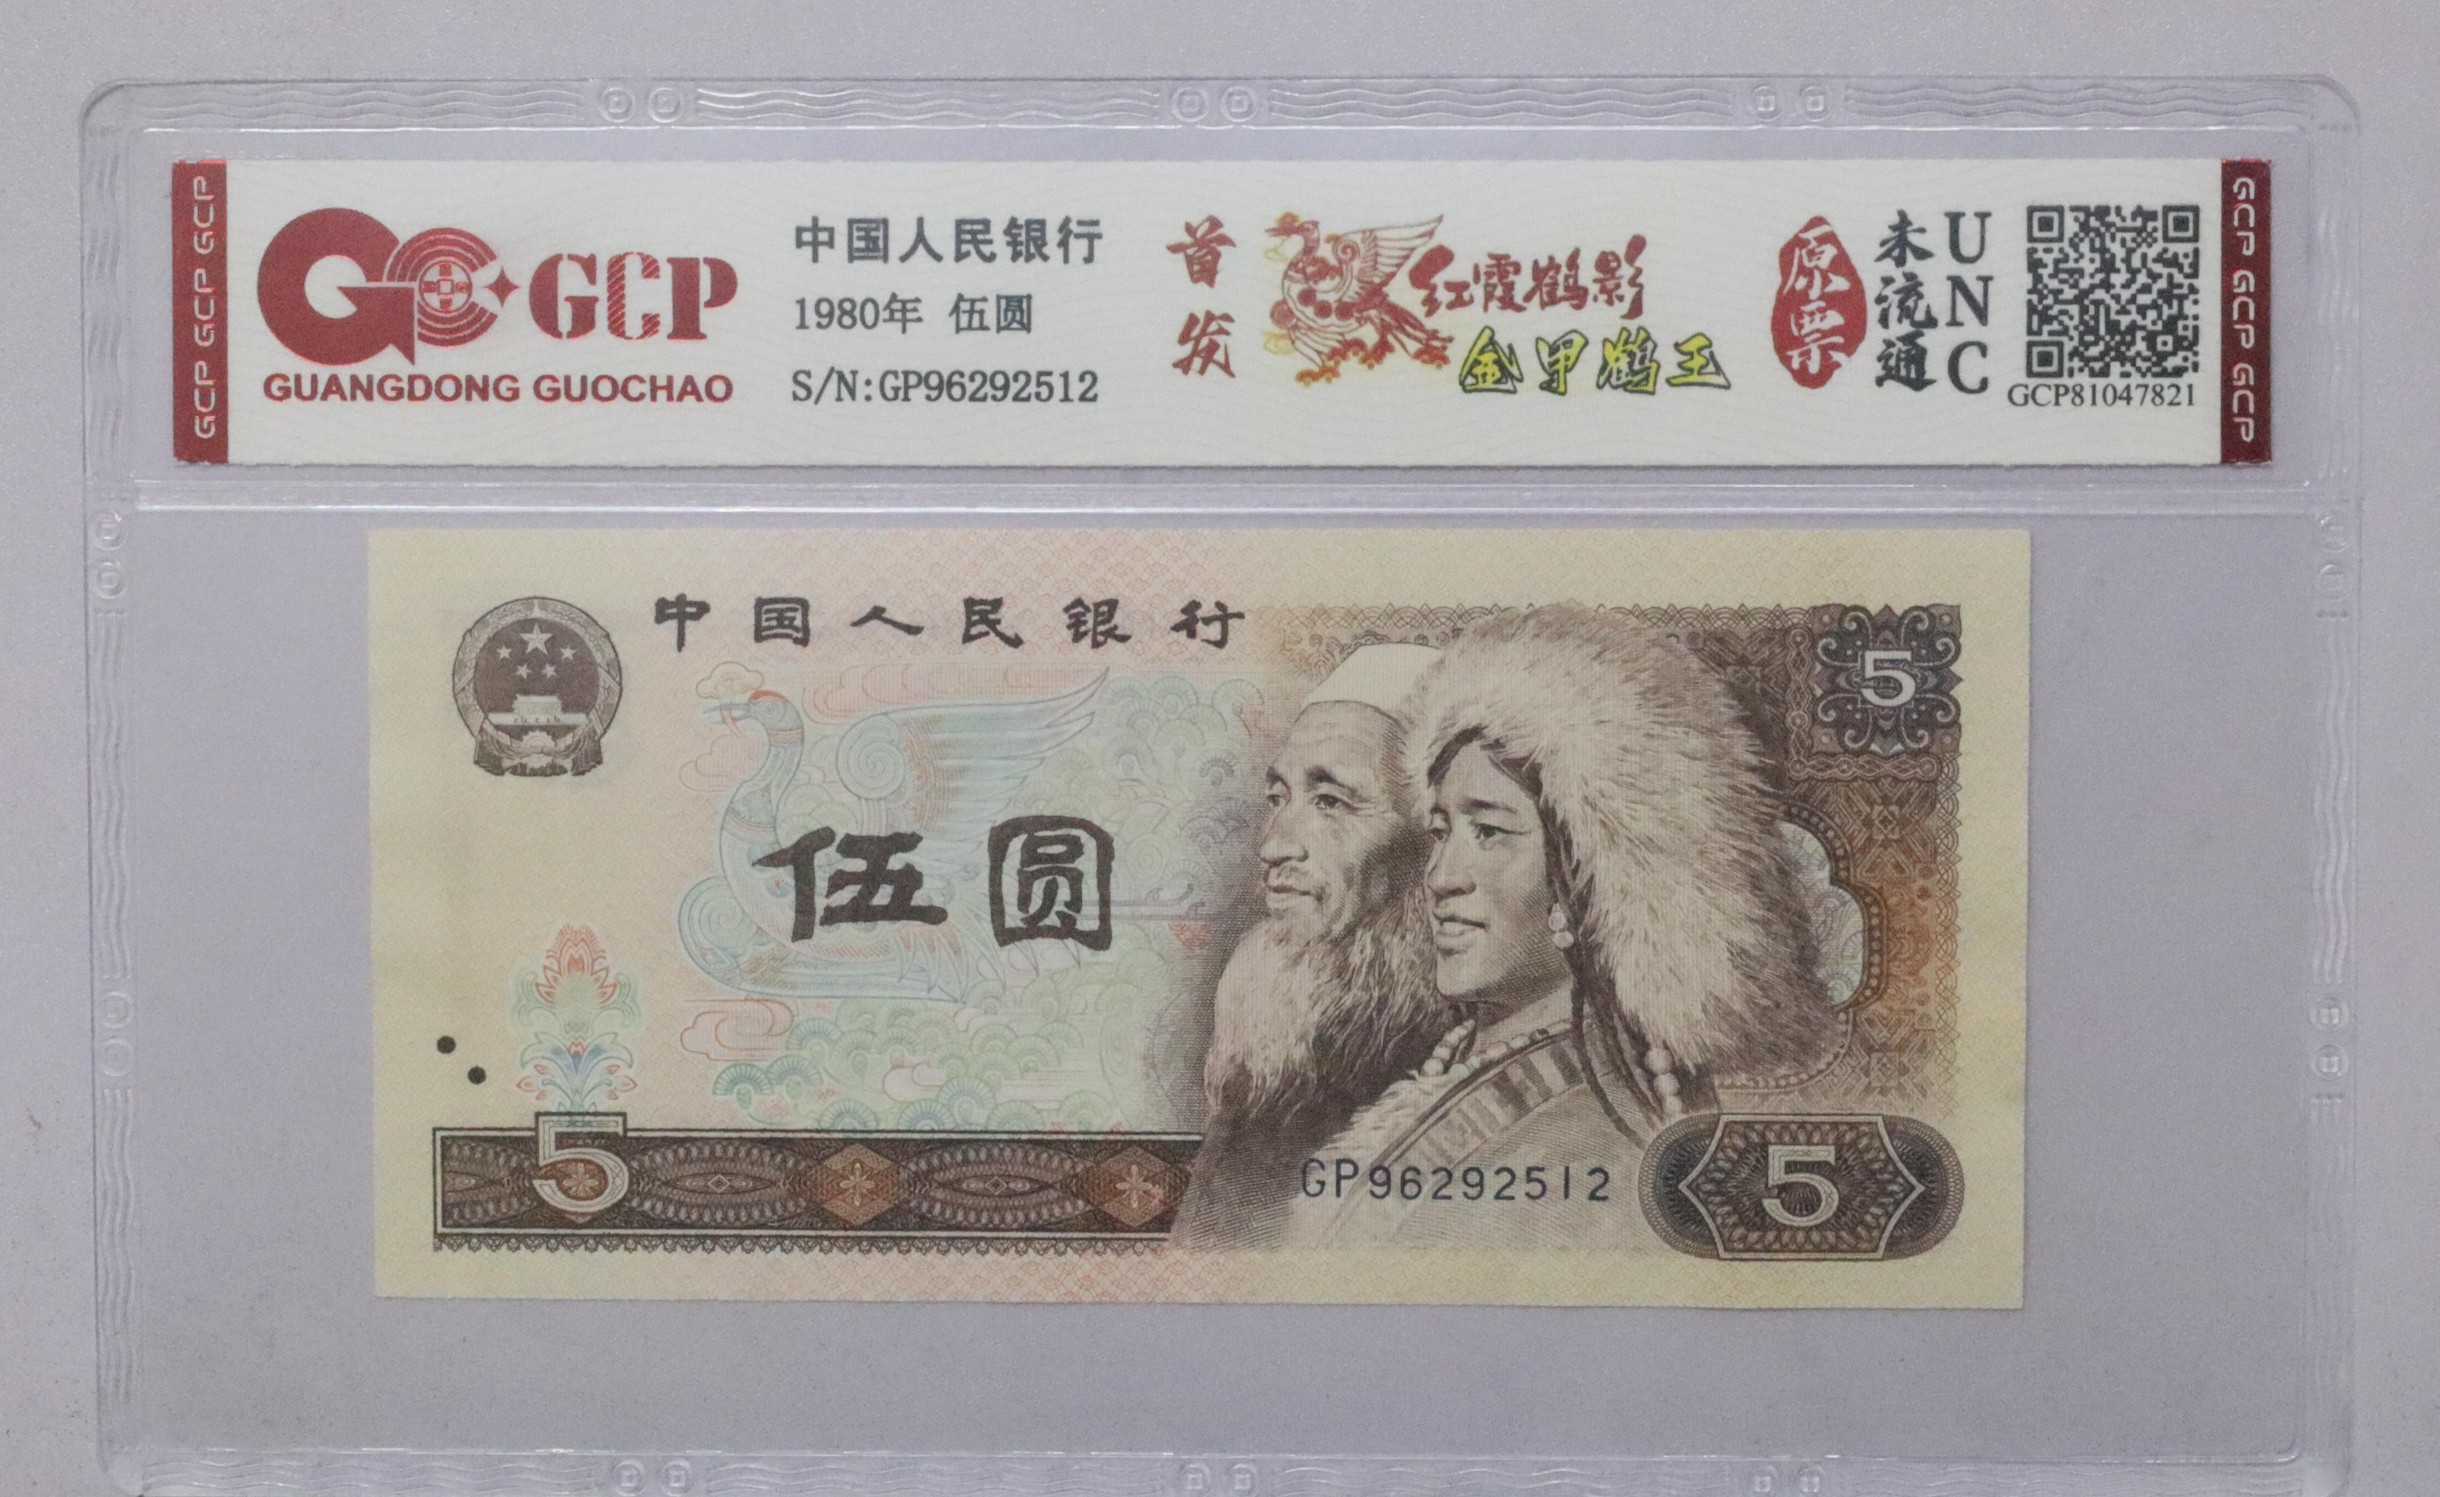 GCP GCP GCP
GCP
GUANGDONG GUOCHAO
中国人民银行
1980年 伍圆
S/N:GP96292512
首发
红霞鹤影
金甲鹤王
原票
未流通
UNC
GCP81047821
GCP GCP GCP
中国人民银行
5
伍圆
5
GP96292512
5